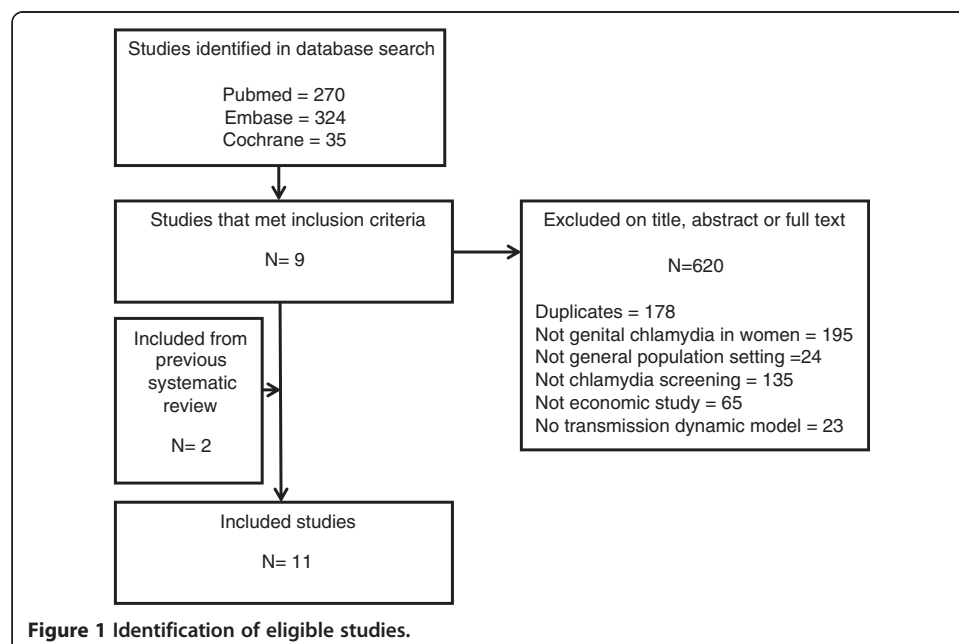 Studies identified in database search
Pubmed = 270
Embase = 324
Cochrane = 35
Studies that met inclusion criteria
N= 9
Excluded on title, abstract or full text
N=620
Duplicates = 178
Not genital chlamydia in women = 195
Not general population setting =24
Not chlamydia screening = 135
Not economic study = 65
No transmission dynamic model = 23
Included from
previous
systematic
review
N= 2
Included studies
N= 11
Figure 1 Identification of eligible studies.